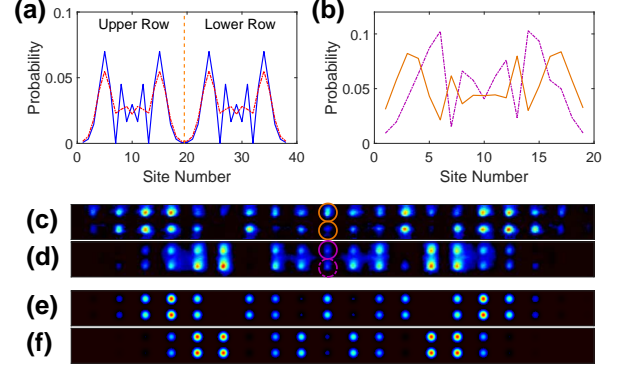 (a)
Upper Row
Lower Row
0.1
0.05
0
Probability
0
10
20
30
40
Site Number
(b)
0.1
0.05
0
Probability
0
5
10
15
20
Site Number
(c)
(d)
(e)
(f)